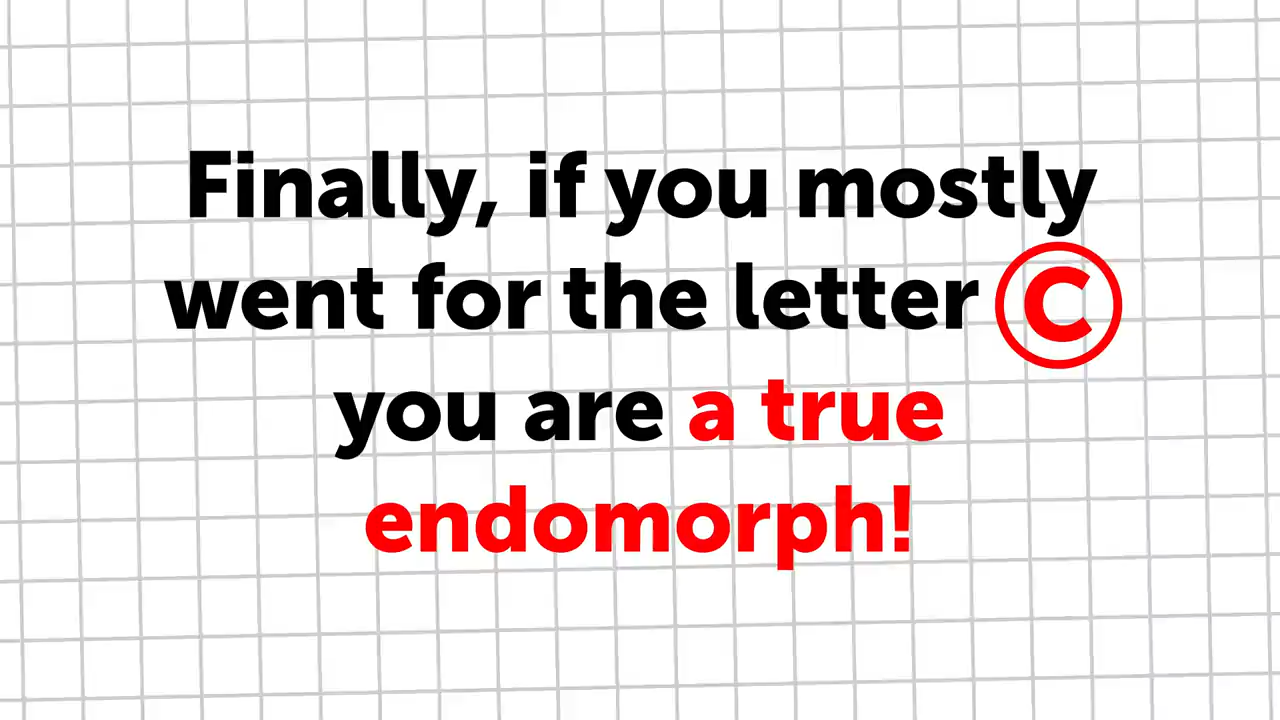 Finally, if you mostly
went for the letter C
you are a true
endomorph!